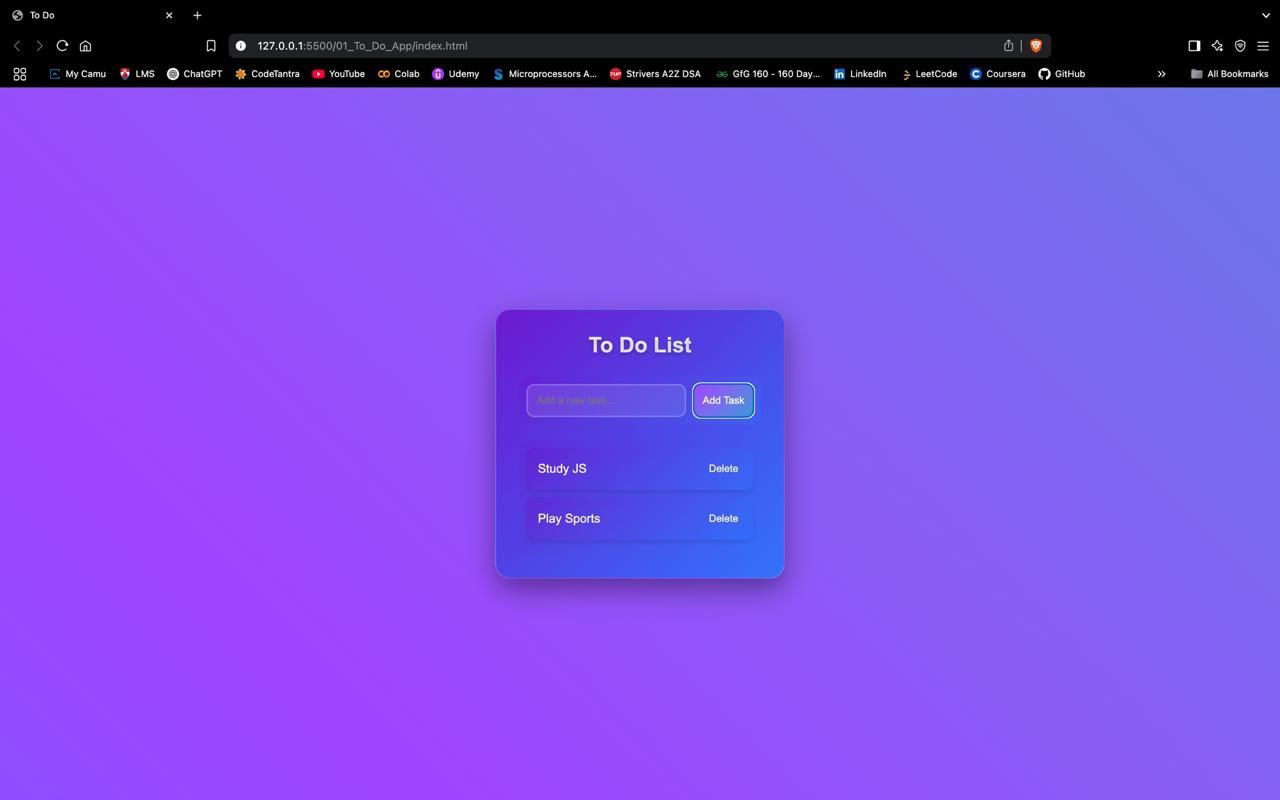 To Do
127.0.0.1:5500/01_To_Do_App/index.html
My Camu LMS ChatGPT CodeTantra YouTube Colab Udemy Microprocessors A... Strivers A2Z DSA GfG 160 - 160 Day... LinkedIn LeetCode Coursera GitHub All Bookmarks
To Do List
Add a new task... Add Task
Study JS Delete
Play Sports Delete